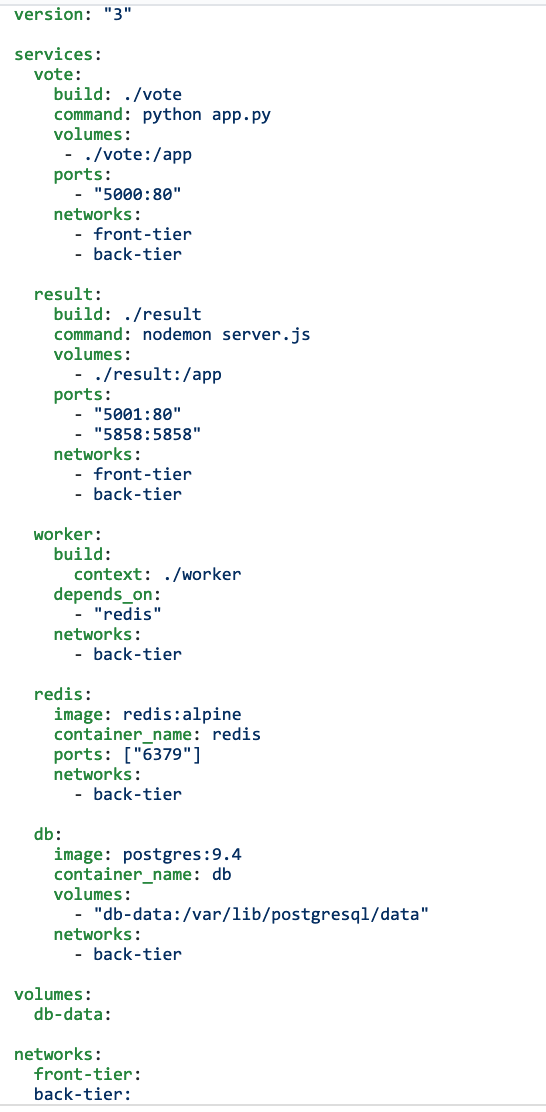 version: "3"

services:
  vote:
    build: ./vote
    command: python app.py
    volumes:
     - ./vote:/app
    ports:
      - "5000:80"
    networks:
      - front-tier
      - back-tier

  result:
    build: ./result
    command: nodemon server.js
    volumes:
      - ./result:/app
    ports:
      - "5001:80"
      - "5858:5858"
    networks:
      - front-tier
      - back-tier

  worker:
    build:
      context: ./worker
    depends_on:
      - "redis"
    networks:
      - back-tier

  redis:
    image: redis:alpine
    container_name: redis
    ports: ["6379"]
    networks:
      - back-tier

  db:
    image: postgres:9.4
    container_name: db
    volumes:
      - "db-data:/var/lib/postgresql/data"
    networks:
      - back-tier

volumes:
  db-data:

networks:
  front-tier:
  back-tier: